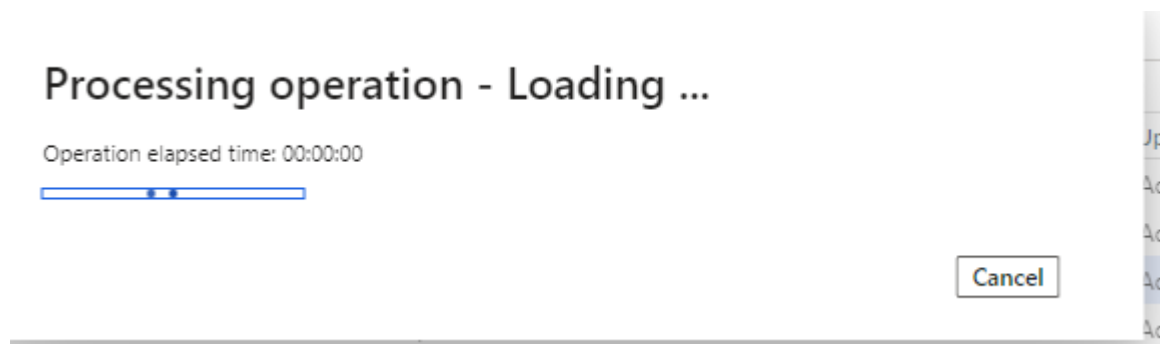 Processing operation - Loading ...
Operation elapsed time: 00:00:00
Cancel